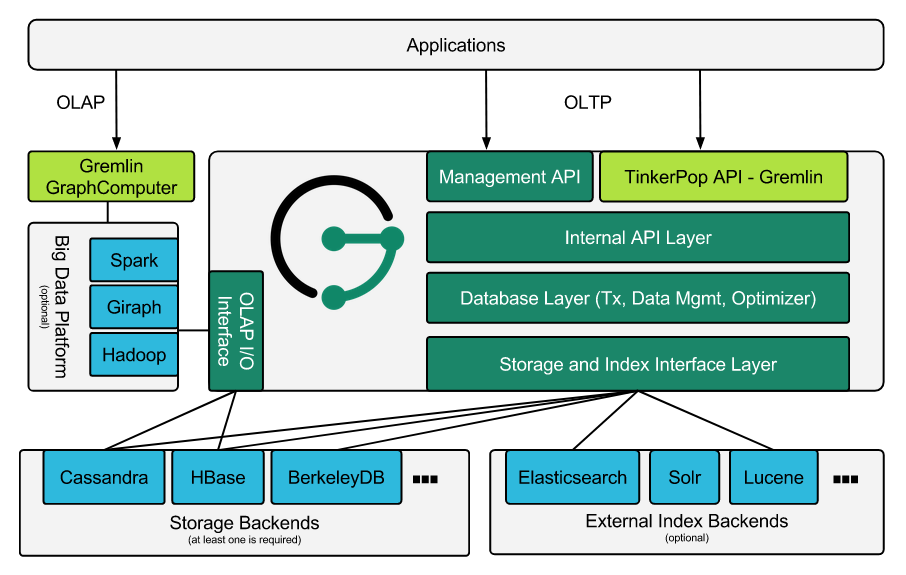 Applications
OLAP
OLTP
Gremlin
GraphComputer
Management API
TinkerPop API - Gremlin
Internal API Layer
Big Data Platform
(optional)
Spark
Giraph
Hadoop
OLAP I/O
Interface
Database Layer (Tx, Data Mgmt, Optimizer)
Storage and Index Interface Layer
Cassandra
HBase
BerkeleyDB
Storage Backends
(at least one is required)
Elasticsearch
Solr
Lucene
External Index Backends
(optional)